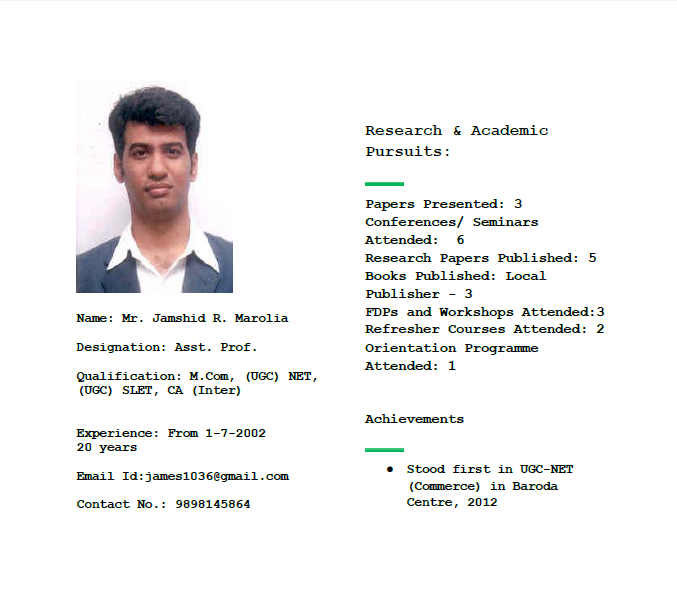 Name: Mr. Jamshid R. Marolia
Designation: Asst. Prof.
Qualification: M.Com, (UGC) NET,
(UGC) SLET, CA (Inter)
Experience: From 1-7-2002
20 years
Email Id:james1036@gmail.com
Contact No.: 9898145864
Research & Academic
Pursuits:
Papers Presented: 3
Conferences/ Seminars
Attended: 6
Research Papers Published: 5
Books Published: Local
Publisher - 3
FDPs and Workshops Attended:3
Refresher Courses Attended: 2
Orientation Programme
Attended: 1
Achievements
● Stood first in UGC-NET
(Commerce) in Baroda
Centre, 2012